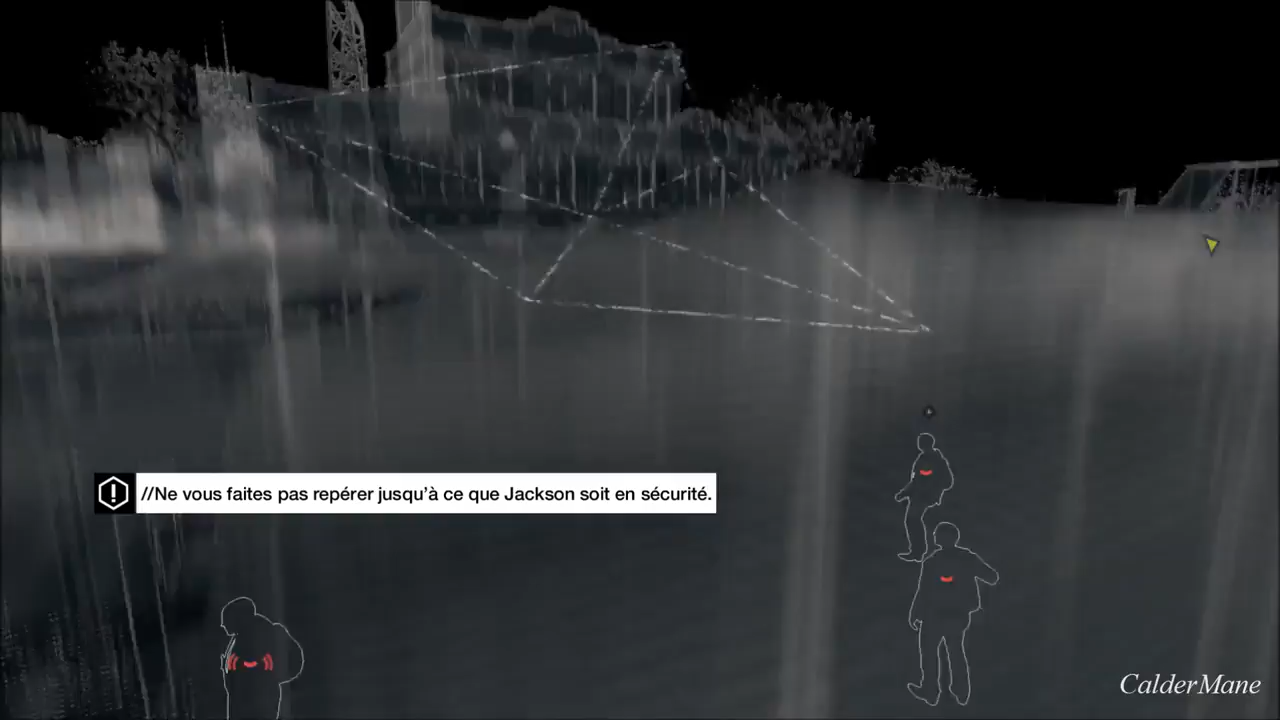 //Ne vous faites pas repérer jusqu'à ce que Jackson soit en sécurité.
CalderMane